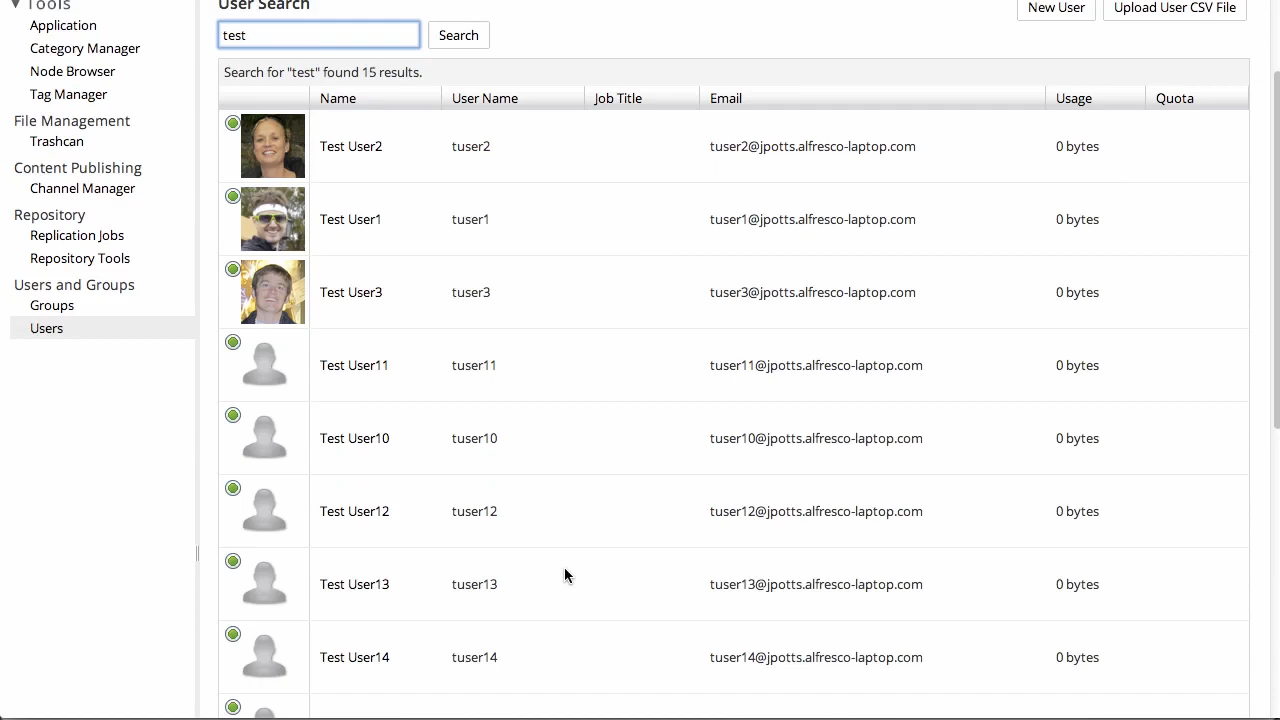 Tools
Application
Category Manager
Node Browser
Tag Manager
File Management
Trashcan
Content Publishing
Channel Manager
Repository
Replication Jobs
Repository Tools
Users and Groups
Groups
Users
User Search
New User
Upload User CSV File
test
Search
Search for "test" found 15 results.
Name User Name Job Title Email Usage Quota
Test User2 tuser2 tuser2@jpotts.alfresco-laptop.com 0 bytes
Test User1 tuser1 tuser1@jpotts.alfresco-laptop.com 0 bytes
Test User3 tuser3 tuser3@jpotts.alfresco-laptop.com 0 bytes
Test User11 tuser11 tuser11@jpotts.alfresco-laptop.com 0 bytes
Test User10 tuser10 tuser10@jpotts.alfresco-laptop.com 0 bytes
Test User12 tuser12 tuser12@jpotts.alfresco-laptop.com 0 bytes
Test User13 tuser13 tuser13@jpotts.alfresco-laptop.com 0 bytes
Test User14 tuser14 tuser14@jpotts.alfresco-laptop.com 0 bytes